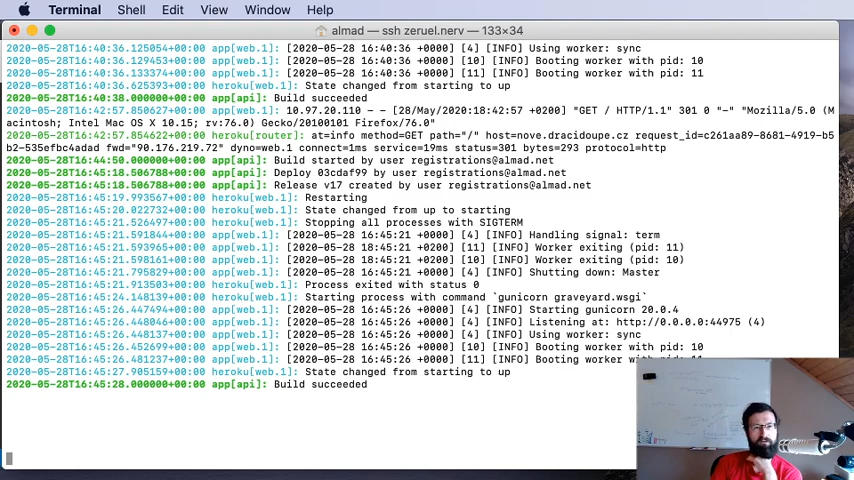 Terminal Shell Edit View Window Help
almad — ssh zeruel.nerv — 133×34
2020-05-28T16:40:36.125054+00:00 app[web.1]: [2020-05-28 16:40:36 +0000] [4] [INFO] Using worker: sync
2020-05-28T16:40:36.129453+00:00 app[web.1]: [2020-05-28 16:40:36 +0000] [10] [INFO] Booting worker with pid: 10
2020-05-28T16:40:36.133374+00:00 app[web.1]: [2020-05-28 16:40:36 +0000] [11] [INFO] Booting worker with pid: 11
2020-05-28T16:40:36.625393+00:00 heroku[web.1]: State changed from starting to up
2020-05-28T16:40:38.000000+00:00 app[api]: Build succeeded
2020-05-28T16:42:57.850627+00:00 app[web.1]: 10.97.20.110 - - [28/May/2020:18:42:57 +0200] "GET / HTTP/1.1" 301 0 "-" "Mozilla/5.0 (M
acintosh; Intel Mac OS X 10.15; rv:76.0) Gecko/20100101 Firefox/76.0"
2020-05-28T16:42:57.854622+00:00 heroku[router]: at=info method=GET path="/" host=nove.dracidoupe.cz request_id=c261aa89-8681-4919-b5
b2-535efbc4adad fwd="90.176.219.72" dyno=web.1 connect=1ms service=19ms status=301 bytes=293 protocol=http
2020-05-28T16:44:50.000000+00:00 app[api]: Build started by user registrations@almad.net
2020-05-28T16:45:18.506788+00:00 app[api]: Deploy 03cdaf99 by user registrations@almad.net
2020-05-28T16:45:18.506788+00:00 app[api]: Release v17 created by user registrations@almad.net
2020-05-28T16:45:19.993567+00:00 heroku[web.1]: Restarting
2020-05-28T16:45:20.022732+00:00 heroku[web.1]: State changed from up to starting
2020-05-28T16:45:21.526497+00:00 heroku[web.1]: Stopping all processes with SIGTERM
2020-05-28T16:45:21.591844+00:00 app[web.1]: [2020-05-28 16:45:21 +0000] [4] [INFO] Handling signal: term
2020-05-28T16:45:21.593965+00:00 app[web.1]: [2020-05-28 18:45:21 +0200] [11] [INFO] Worker exiting (pid: 11)
2020-05-28T16:45:21.598161+00:00 app[web.1]: [2020-05-28 18:45:21 +0200] [10] [INFO] Worker exiting (pid: 10)
2020-05-28T16:45:21.795829+00:00 app[web.1]: [2020-05-28 16:45:21 +0000] [4] [INFO] Shutting down: Master
2020-05-28T16:45:21.913503+00:00 heroku[web.1]: Process exited with status 0
2020-05-28T16:45:24.148139+00:00 heroku[web.1]: Starting process with command `gunicorn graveyard.wsgi`
2020-05-28T16:45:26.447494+00:00 app[web.1]: [2020-05-28 16:45:26 +0000] [4] [INFO] Starting gunicorn 20.0.4
2020-05-28T16:45:26.448046+00:00 app[web.1]: [2020-05-28 16:45:26 +0000] [4] [INFO] Listening at: http://0.0.0.0:44975 (4)
2020-05-28T16:45:26.448137+00:00 app[web.1]: [2020-05-28 16:45:26 +0000] [4] [INFO] Using worker: sync
2020-05-28T16:45:26.452699+00:00 app[web.1]: [2020-05-28 16:45:26 +0000] [10] [INFO] Booting worker with pid: 10
2020-05-28T16:45:26.481237+00:00 app[web.1]: [2020-05-28 16:45:26 +0000] [11] [INFO] Booting worker with pid: 11
2020-05-28T16:45:27.905159+00:00 heroku[web.1]: State changed from starting to up
2020-05-28T16:45:28.000000+00:00 app[api]: Build succeeded